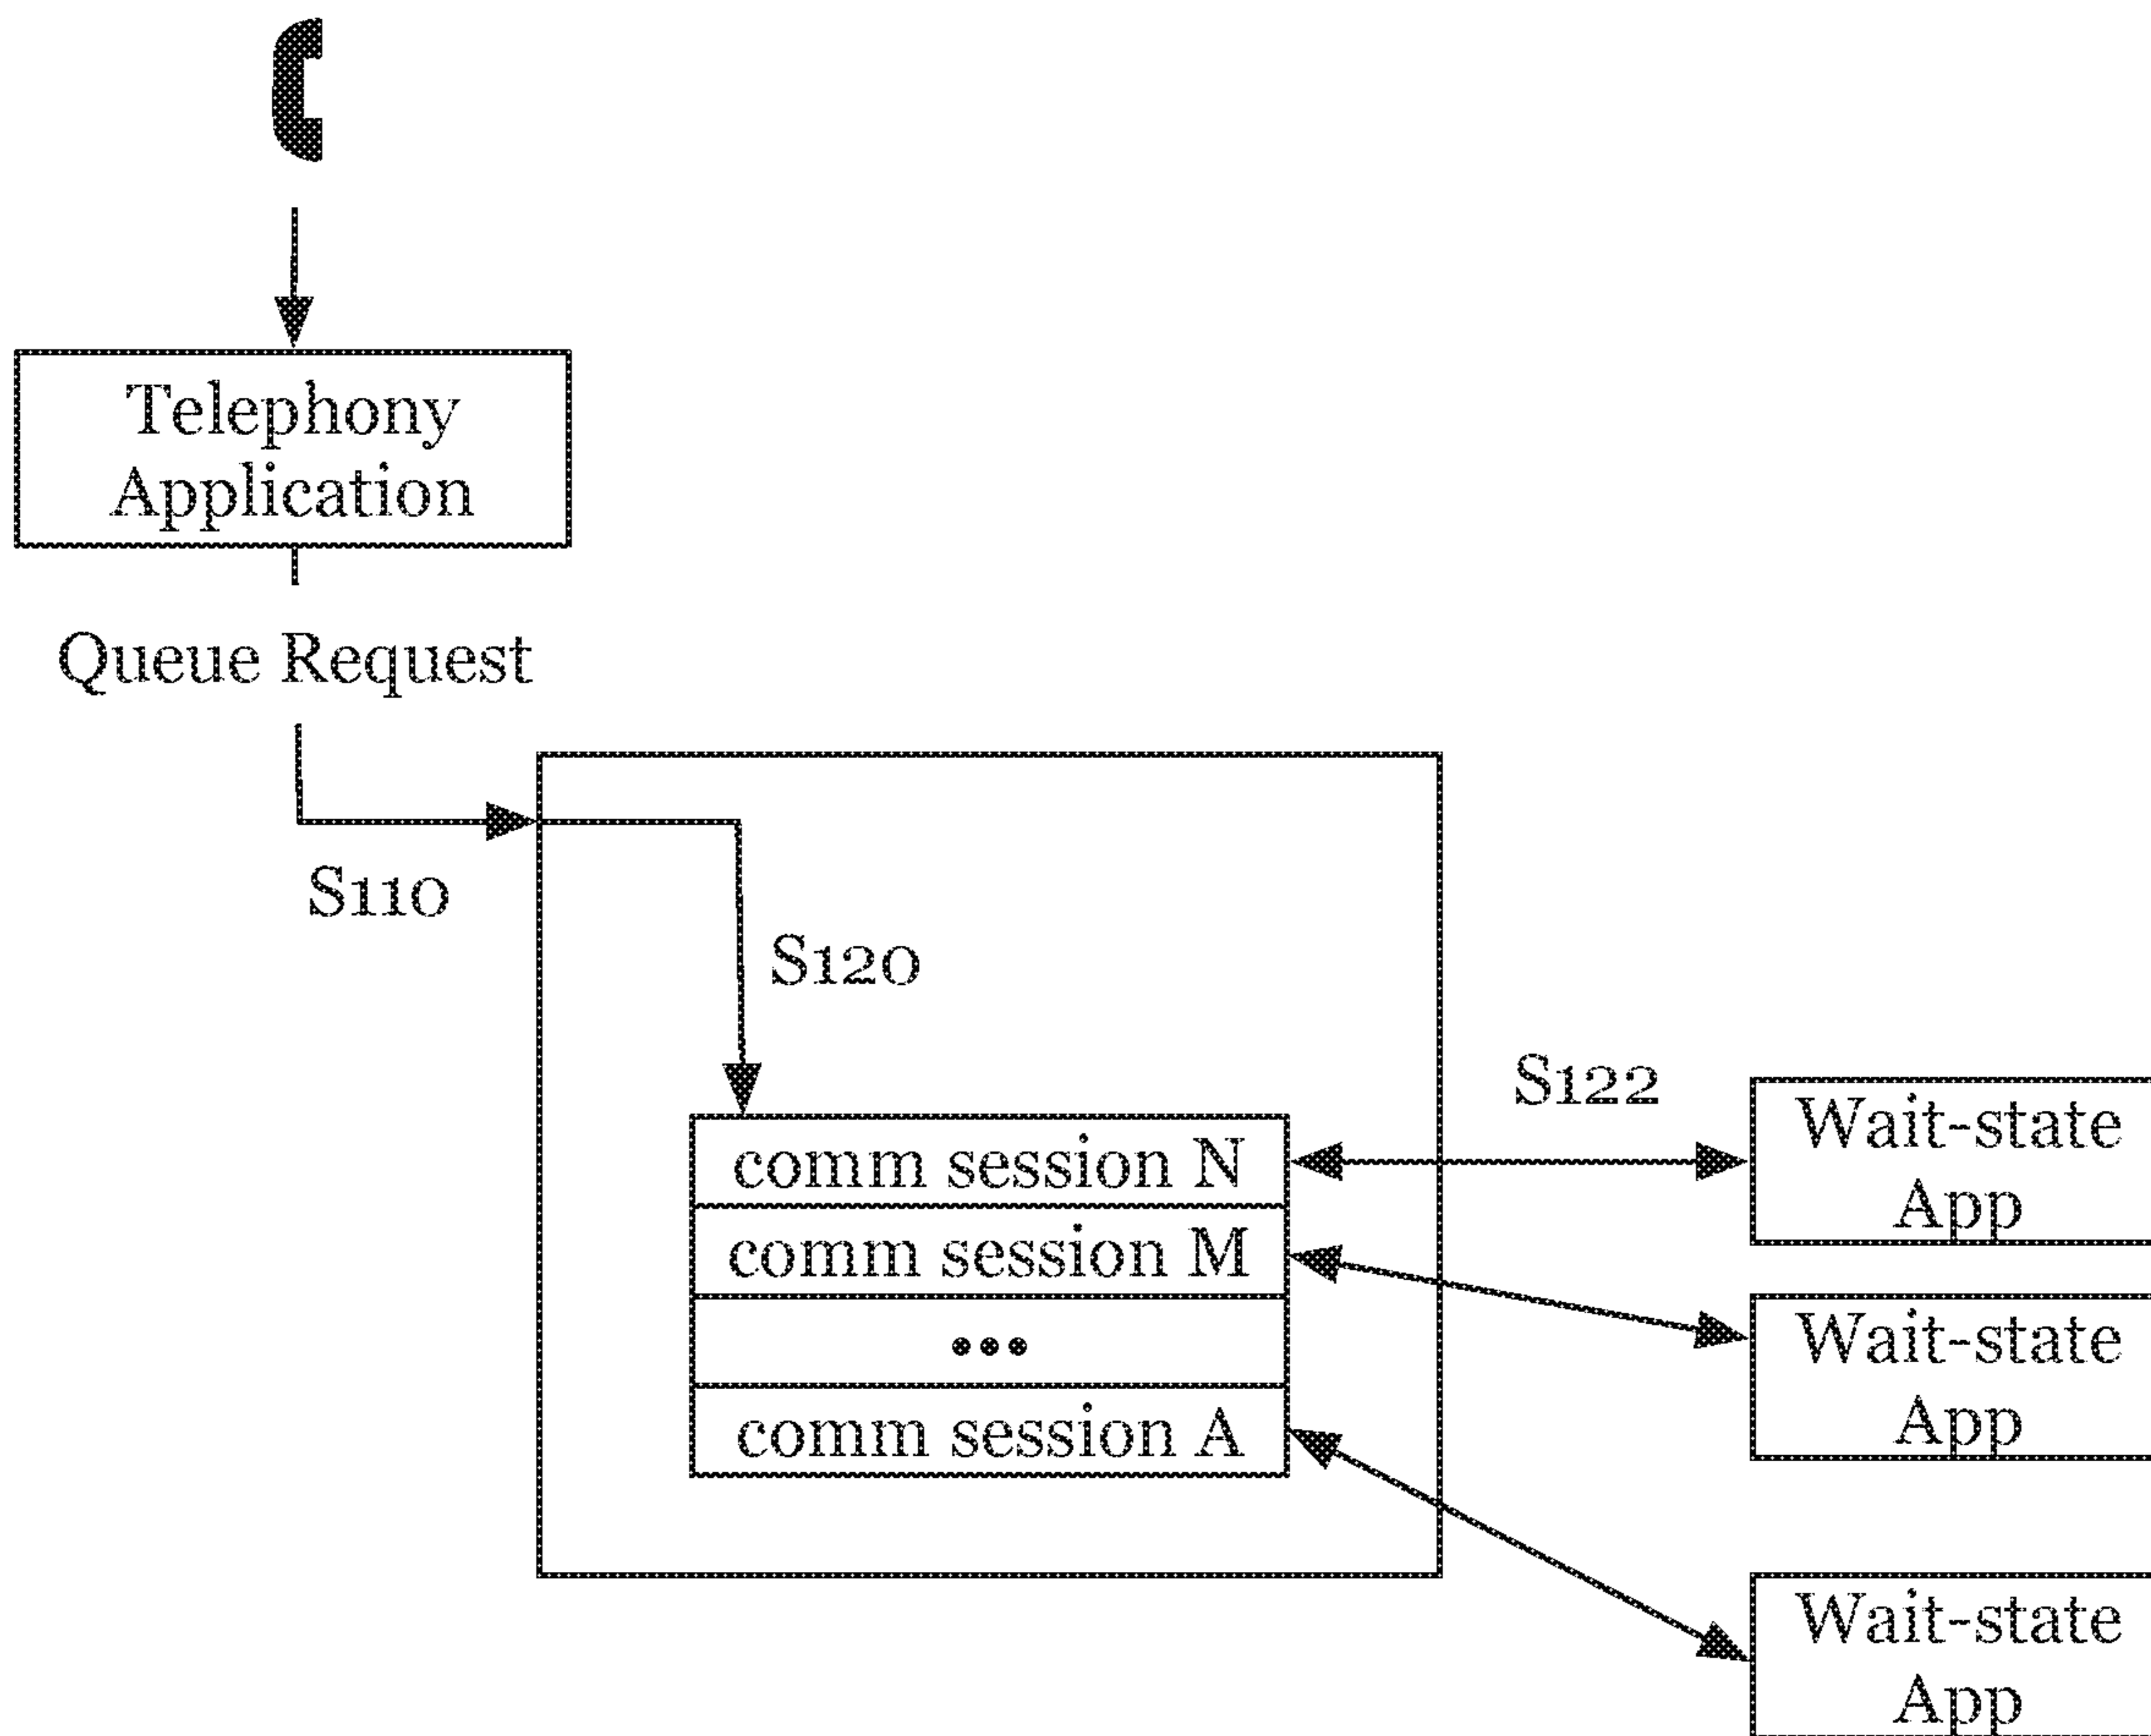 Telephony
Application
Queue Request
S110
S120
S122
comm session N
comm session M
•••
comm session A
Wait-state
App
Wait-state
App
Wait-state
App